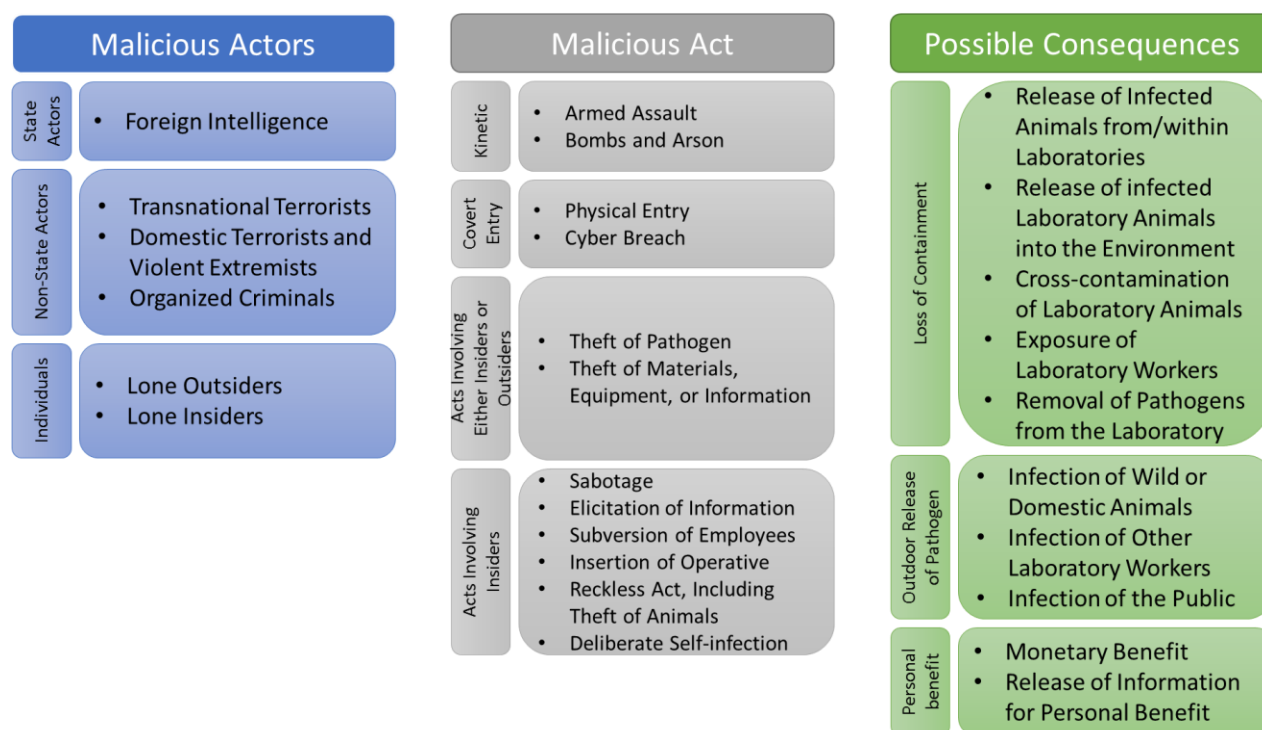 Malicious Actors
State
Actors
• Foreign Intelligence
Non-State Actors
• Transnational Terrorists
• Domestic Terrorists and
Violent Extremists
• Organized Criminals
Individuals
• Lone Outsiders
• Lone Insiders
Malicious Act
Kinetic
• Armed Assault
• Bombs and Arson
Covert
Entry
• Physical Entry
• Cyber Breach
Acts Involving
Either Insiders or
Outsiders
• Theft of Pathogen
• Theft of Materials,
Equipment, or Information
Acts Involving
Insiders
• Sabotage
• Elicitation of Information
• Subversion of Employees
• Insertion of Operative
• Reckless Act, Including
Theft of Animals
• Deliberate Self-infection
Possible Consequences
Loss of Containment
• Release of Infected
Animals from/within
Laboratories
• Release of infected
Laboratory Animals
into the Environment
• Cross-contamination
of Laboratory Animals
• Exposure of
Laboratory Workers
• Removal of Pathogens
from the Laboratory
Outdoor Release
of Pathogen
• Infection of Wild or
Domestic Animals
• Infection of Other
Laboratory Workers
• Infection of the Public
Personal
benefit
• Monetary Benefit
• Release of Information
for Personal Benefit